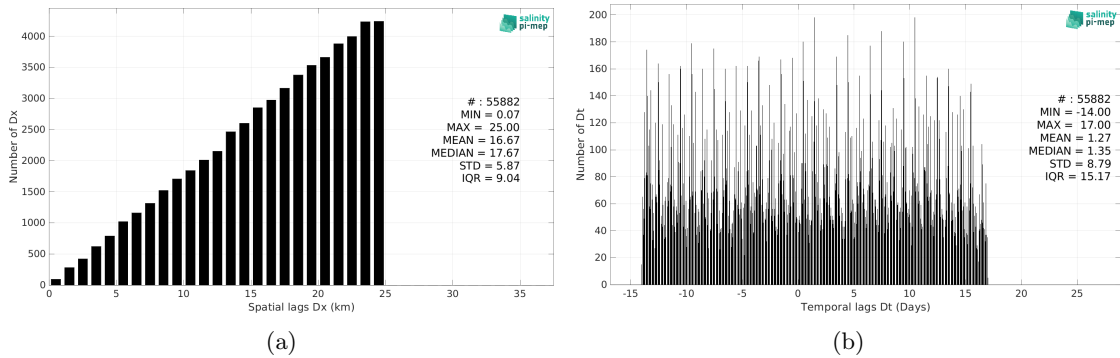 salinity
pi-mep
Number of Dx
4000
3500
3000
2500
2000
1500
1000
500
0
# : 55882
MIN = 0.07
MAX = 25.00
MEAN = 16.67
MEDIAN = 17.67
STD = 5.87
IQR = 9.04
0 5 10 15 20 25 30 35
Spatial lags Dx (km)
(a)
salinity
pi-mep
Number of Dt
200
180
160
140
120
100
80
60
40
20
0
# : 55882
MIN = -14.00
MAX = 17.00
MEAN = 1.27
MEDIAN = 1.35
STD = 8.79
IQR = 15.17
-15 -10 -5 0 5 10 15 20 25
Temporal lags Dt (Days)
(b)